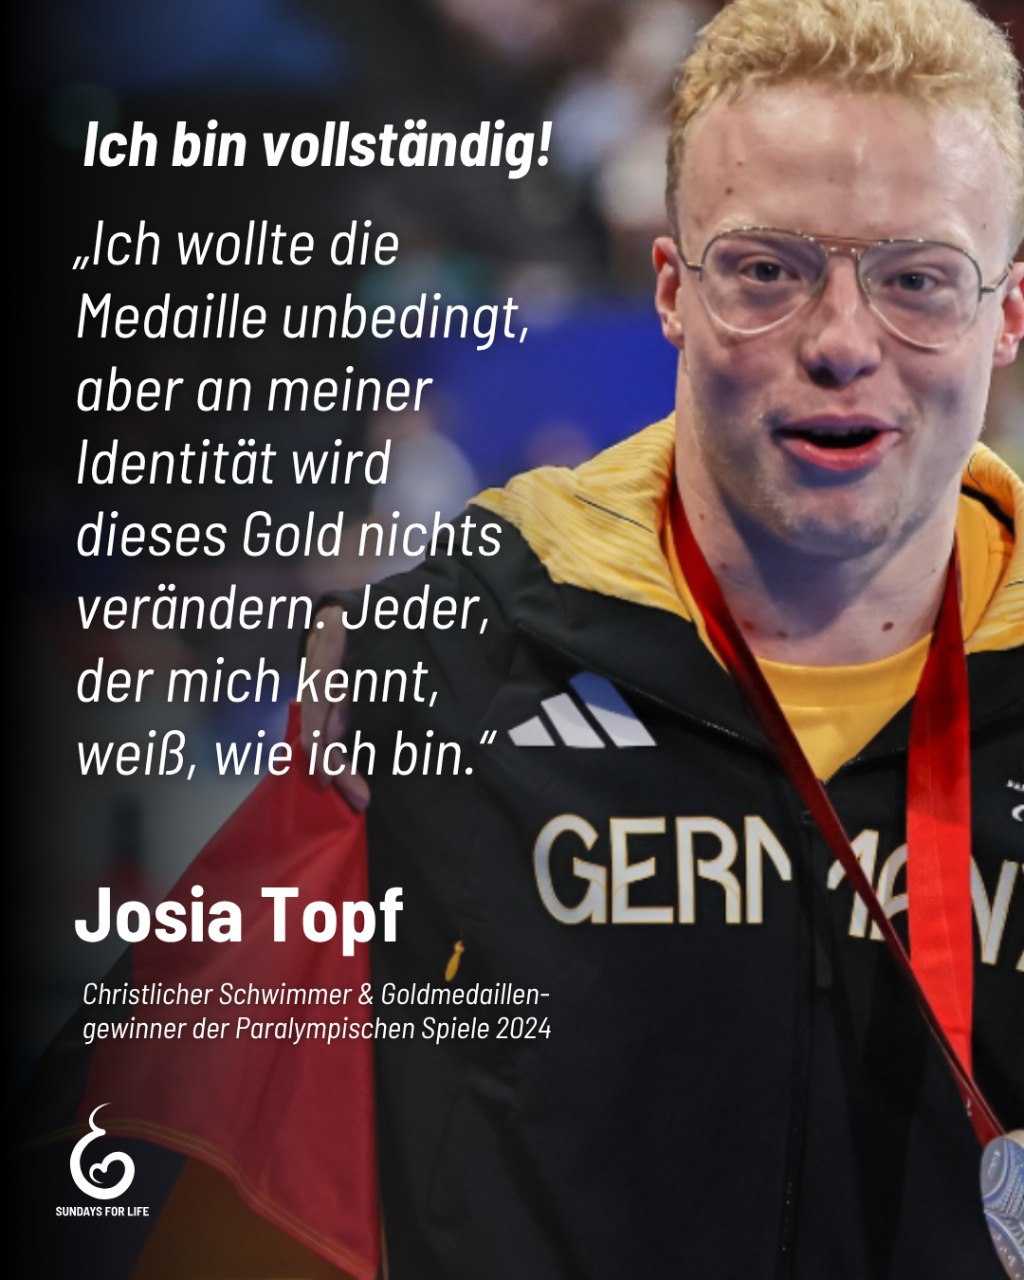 Ich bin vollständig!
„Ich wollte die
Medaille unbedingt,
aber an meiner
Identität wird
dieses Gold nichts
verändern. Jeder,
der mich kennt,
weiß, wie ich bin.“
GERMANY
Josia Topf
Christlicher Schwimmer & Goldmedaillen-
gewinner der Paralympischen Spiele 2024
SUNDAYS FOR LIFE